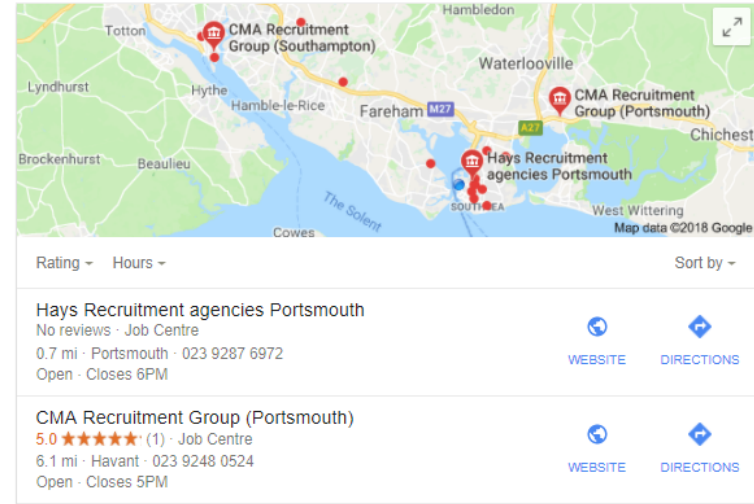 Hambledon
Totton
CMA Recruitment
Group (Southampton)
Waterlooville
Lyndhurst
Hythe
Hamble-le-Rice
Fareham
M27
CMA Recruitment
Group (Portsmouth)
A27
Chichest
Brockenhurst
Beaulieu
Hays Recruitment
agencies Portsmouth
The Solent
West Wittering
Cowes
Map data ©2018 Google
Rating
Hours
Sort by
Hays Recruitment agencies Portsmouth
No reviews · Job Centre
0.7 mi · Portsmouth · 023 9287 6972
Open · Closes 6PM
WEBSITE
DIRECTIONS
CMA Recruitment Group (Portsmouth)
5.0 ★★★★★ (1) · Job Centre
6.1 mi · Havant · 023 9248 0524
Open · Closes 5PM
WEBSITE
DIRECTIONS